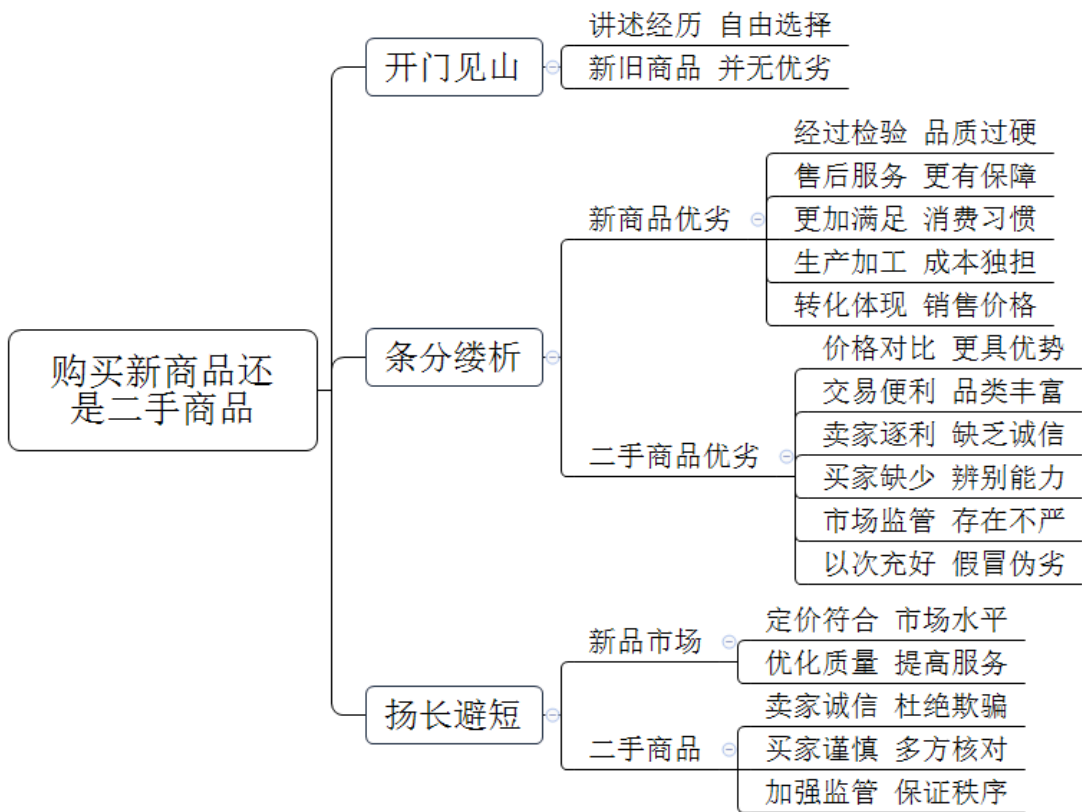 购买新商品还
是二手商品
开门见山
讲述经历 自由选择
新旧商品 并无优劣
条分缕析
新商品优劣
经过检验 品质过硬
售后服务 更有保障
更加满足 消费习惯
生产加工 成本独担
转化体现 销售价格
二手商品优劣
价格对比 更具优势
交易便利 品类丰富
卖家逐利 缺乏诚信
买家缺少 辨别能力
市场监管 存在不严
以次充好 假冒伪劣
扬长避短
新品市场
定价符合 市场水平
优化质量 提高服务
二手商品
卖家诚信 杜绝欺骗
买家谨慎 多方核对
加强监管 保证秩序